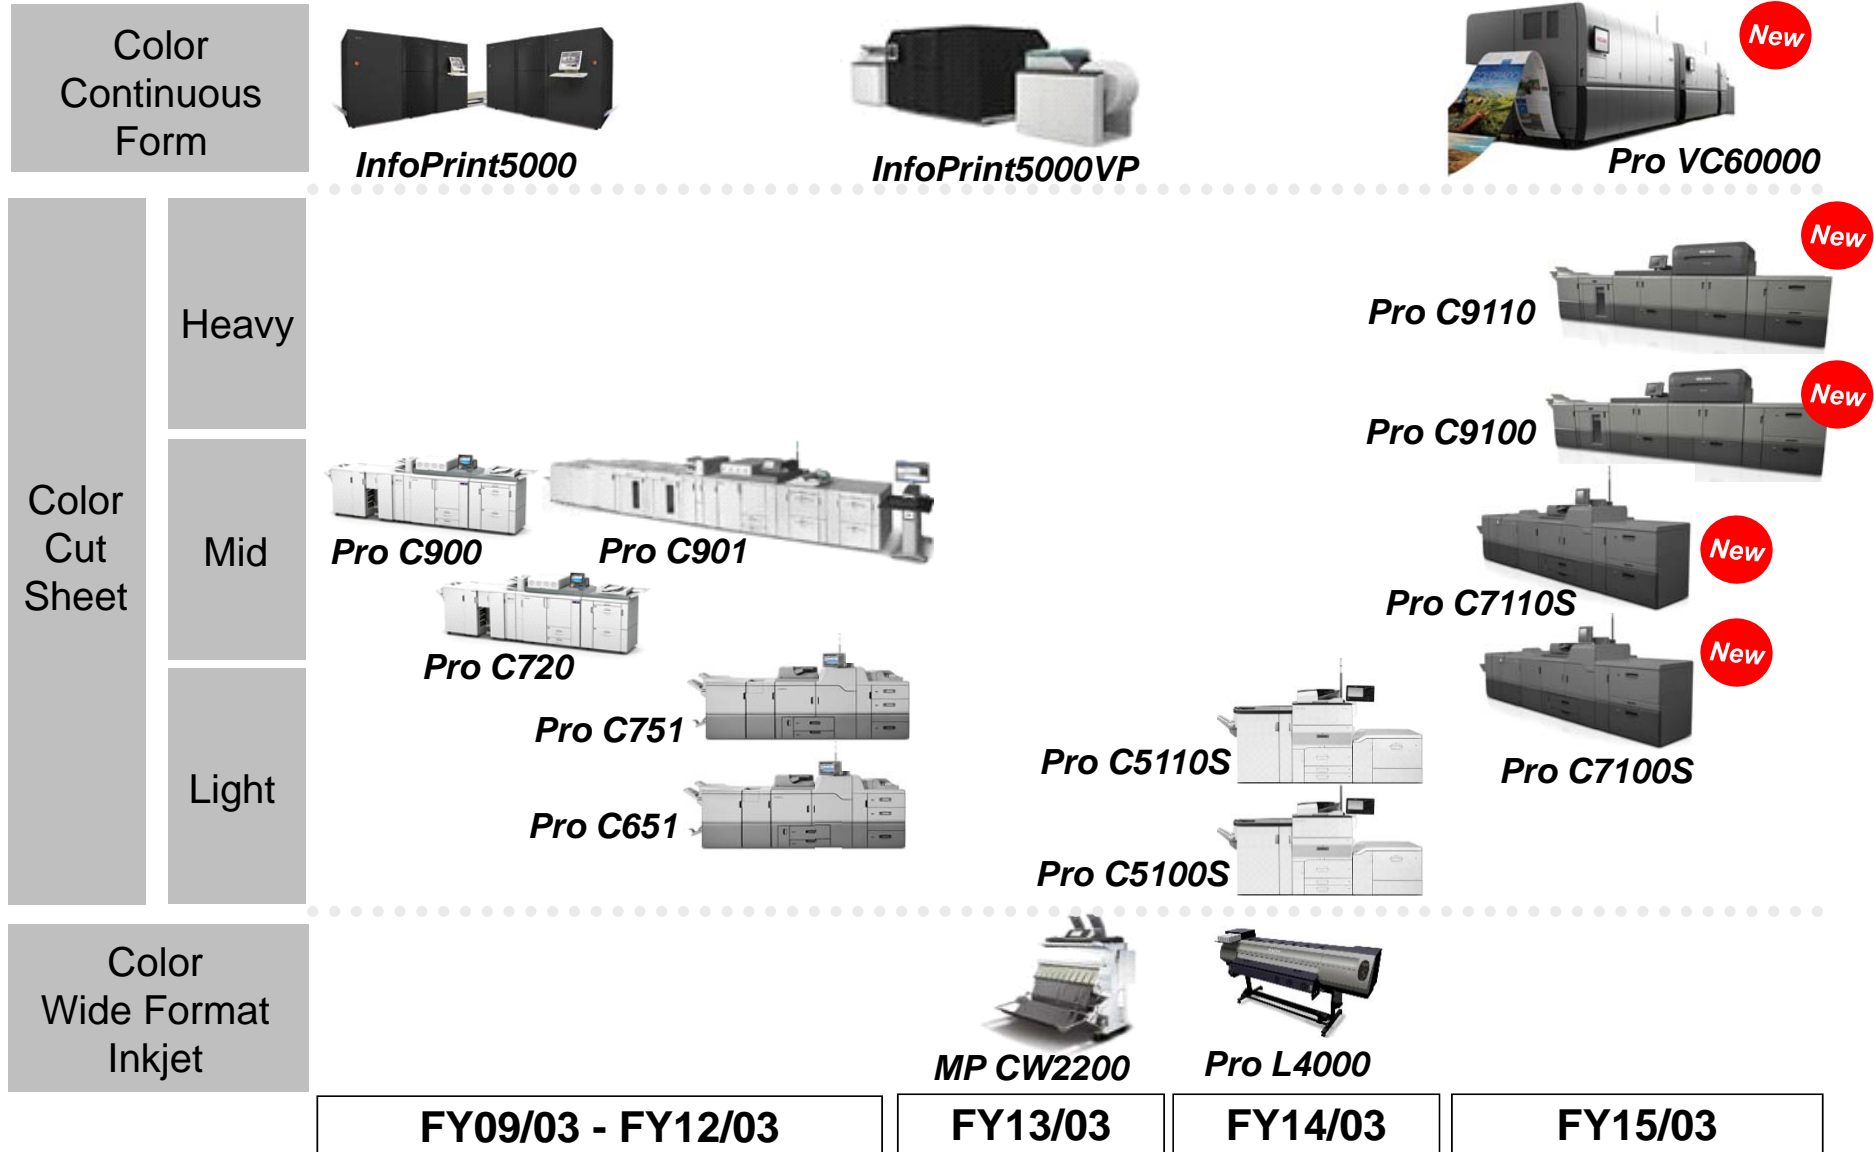 Color
Continuous
Form
InfoPrint5000
InfoPrint5000VP
New
Pro VC60000
Color
Cut
Sheet
Heavy
New
Pro C9110
New
Pro C9100
Mid
Pro C900
Pro C901
New
Pro C7110S
Pro C720
New
Pro C7100S
Light
Pro C751
Pro C5110S
Pro C651
Pro C5100S
Color
Wide Format
Inkjet
MP CW2200
Pro L4000
FY09/03 - FY12/03
FY13/03
FY14/03
FY15/03